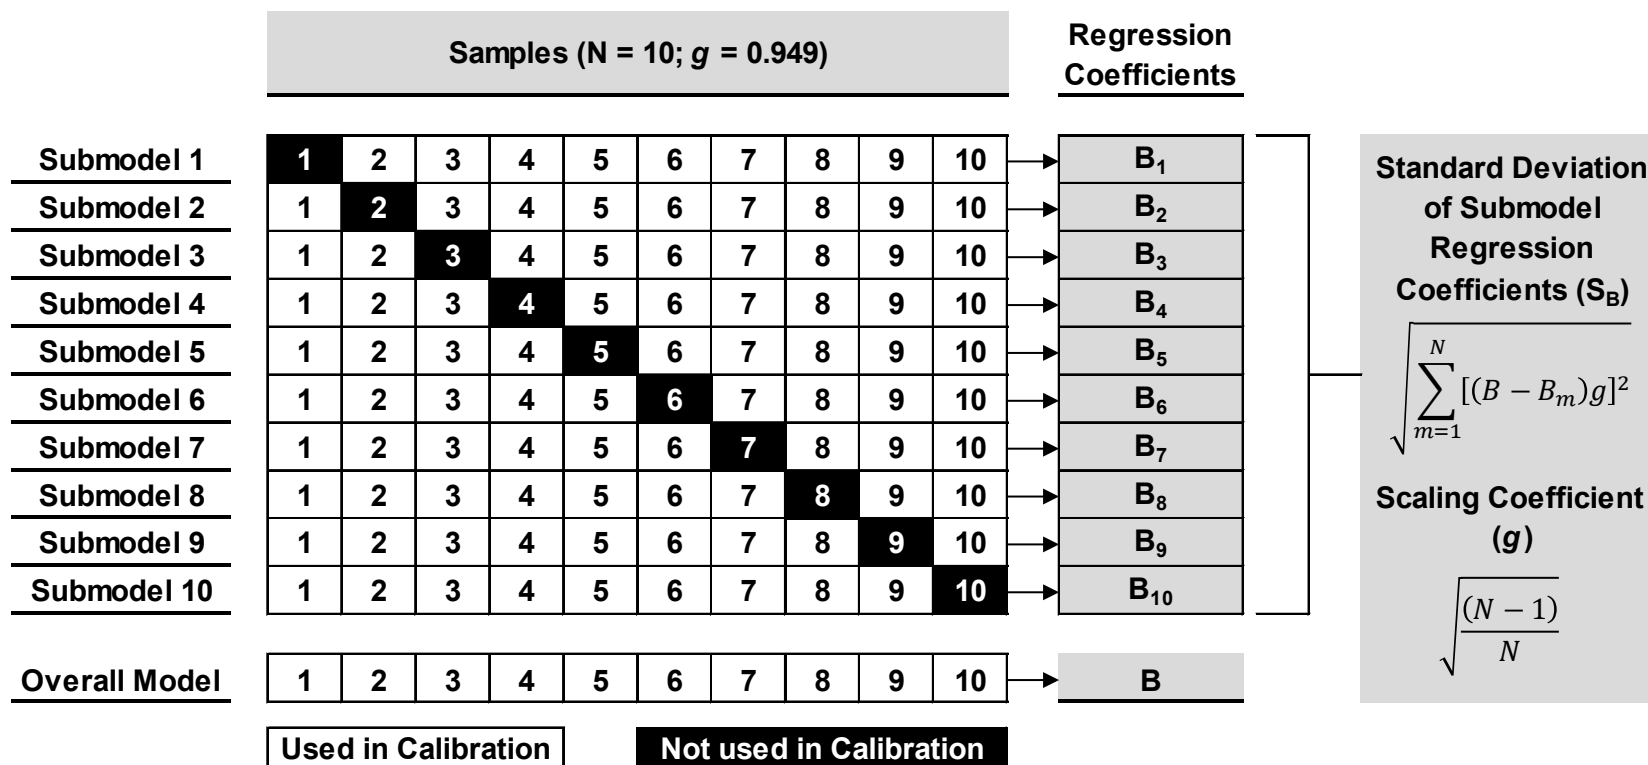 Samples (N = 10; g = 0.949)
Regression
Coefficients
Submodel 1 1 2 3 4 5 6 7 8 9 10 B₁
Submodel 2 1 2 3 4 5 6 7 8 9 10 B₂
Submodel 3 1 2 3 4 5 6 7 8 9 10 B₃
Submodel 4 1 2 3 4 5 6 7 8 9 10 B₄
Submodel 5 1 2 3 4 5 6 7 8 9 10 B₅
Submodel 6 1 2 3 4 5 6 7 8 9 10 B₆
Submodel 7 1 2 3 4 5 6 7 8 9 10 B₇
Submodel 8 1 2 3 4 5 6 7 8 9 10 B₈
Submodel 9 1 2 3 4 5 6 7 8 9 10 B₉
Submodel 10 1 2 3 4 5 6 7 8 9 10 B₁₀
Overall Model 1 2 3 4 5 6 7 8 9 10 B
Used in Calibration
Not used in Calibration
Standard Deviation
of Submodel
Regression
Coefficients (S_B)
√(∑_{m=1}^{N} [(B − B_m)g]²)
Scaling Coefficient
(g)
√((N − 1)/N)